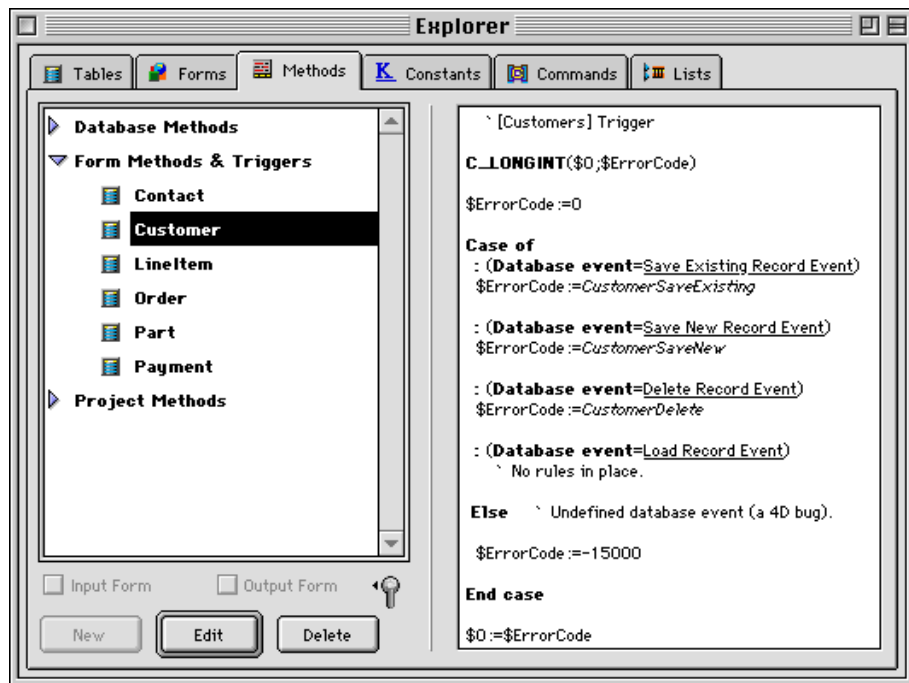 Explorer
Tables Forms Methods K Constants Commands Lists
Database Methods
Form Methods & Triggers
Contact
Customer
LineItem
Order
Part
Payment
Project Methods
Input Form Output Form
New Edit Delete
` [Customers] Trigger
C_LONGINT($0;$ErrorCode)
$ErrorCode:=0
Case of
: (Database event=Save Existing Record Event)
$ErrorCode:=CustomerSaveExisting
: (Database event=Save New Record Event)
$ErrorCode:=CustomerSaveNew
: (Database event=Delete Record Event)
$ErrorCode:=CustomerDelete
: (Database event=Load Record Event)
` No rules in place.
Else ` Undefined database event (a 4D bug).
$ErrorCode:=-15000
End case
$0:=$ErrorCode